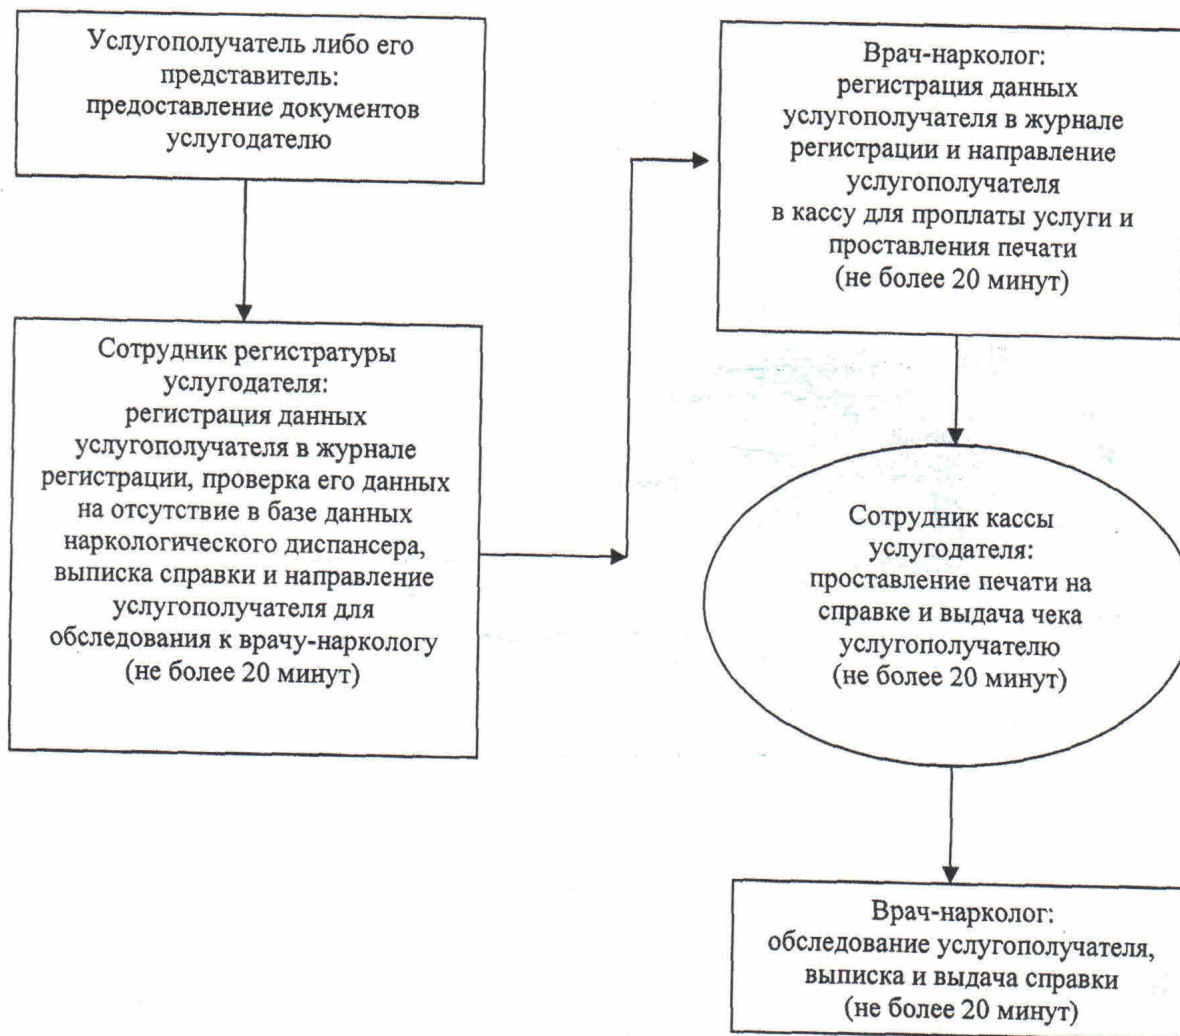 Услугополучатель либо его
представитель:
предоставление документов
услугодателю
Сотрудник регистратуры
услугодателя:
регистрация данных
услугополучателя в журнале
регистрации, проверка его данных
на отсутствие в базе данных
наркологического диспансера,
выписка справки и направление
услугополучателя для
обследования к врачу-наркологу
(не более 20 минут)
Врач-нарколог:
регистрация данных
услугополучателя в журнале
регистрации и направление
услугополучателя
в кассу для проплаты услуги и
проставления печати
(не более 20 минут)
Сотрудник кассы
услугодателя:
проставление печати на
справке и выдача чека
услугополучателю
(не более 20 минут)
Врач-нарколог:
обследование услугополучателя,
выписка и выдача справки
(не более 20 минут)